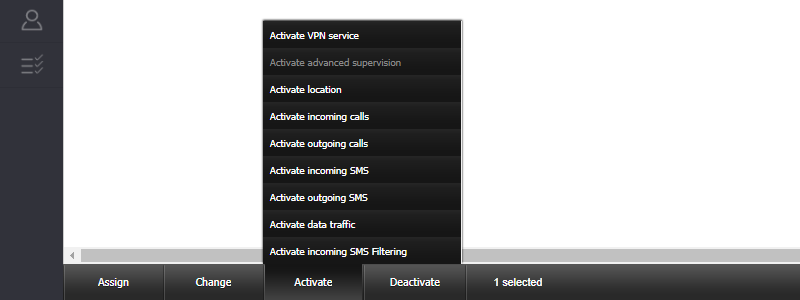 Activate VPN service
Activate advanced supervision
Activate location
Activate incoming calls
Activate outgoing calls
Activate incoming SMS
Activate outgoing SMS
Activate data traffic
Activate incoming SMS Filtering
Assign Change Activate Deactivate 1 selected